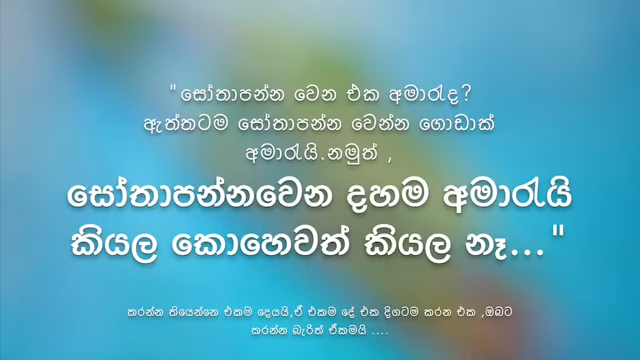 "සෝතාපන්න වෙන එක අමාරැද?
ඇත්තටම සෝතාපන්න වෙන්න ගොඩාක්
අමාරැයි.නමුත් ,
සෝතාපන්නවෙන දහම අමාරැයි
කියල කොහෙවත් කියල නෑ..."
කරන්න තියෙන්නෙ එකම දෙයයි,ඒ එකම දේ එක දිගටම කරන එක ,ඔබට
කරන්න බැරිත් ඒකමයි ....